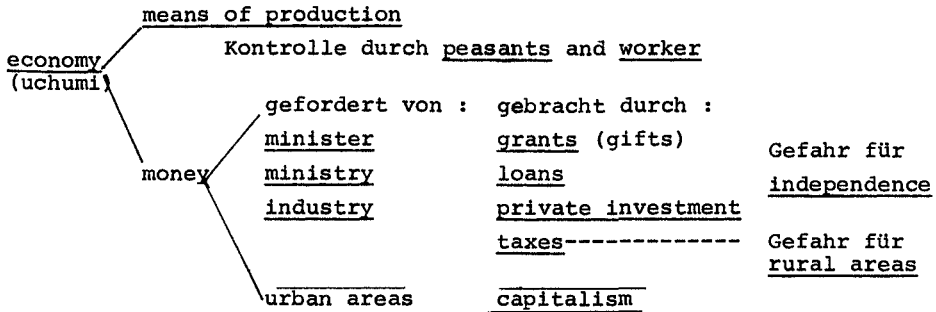 means of production
Kontrolle durch peasants and worker
economy
(uchumi)
gefordert von : gebracht durch :
minister grants (gifts)
Gefahr für
money ministry loans
independence
industry private investment
taxes------------- Gefahr für
rural areas
urban areas capitalism